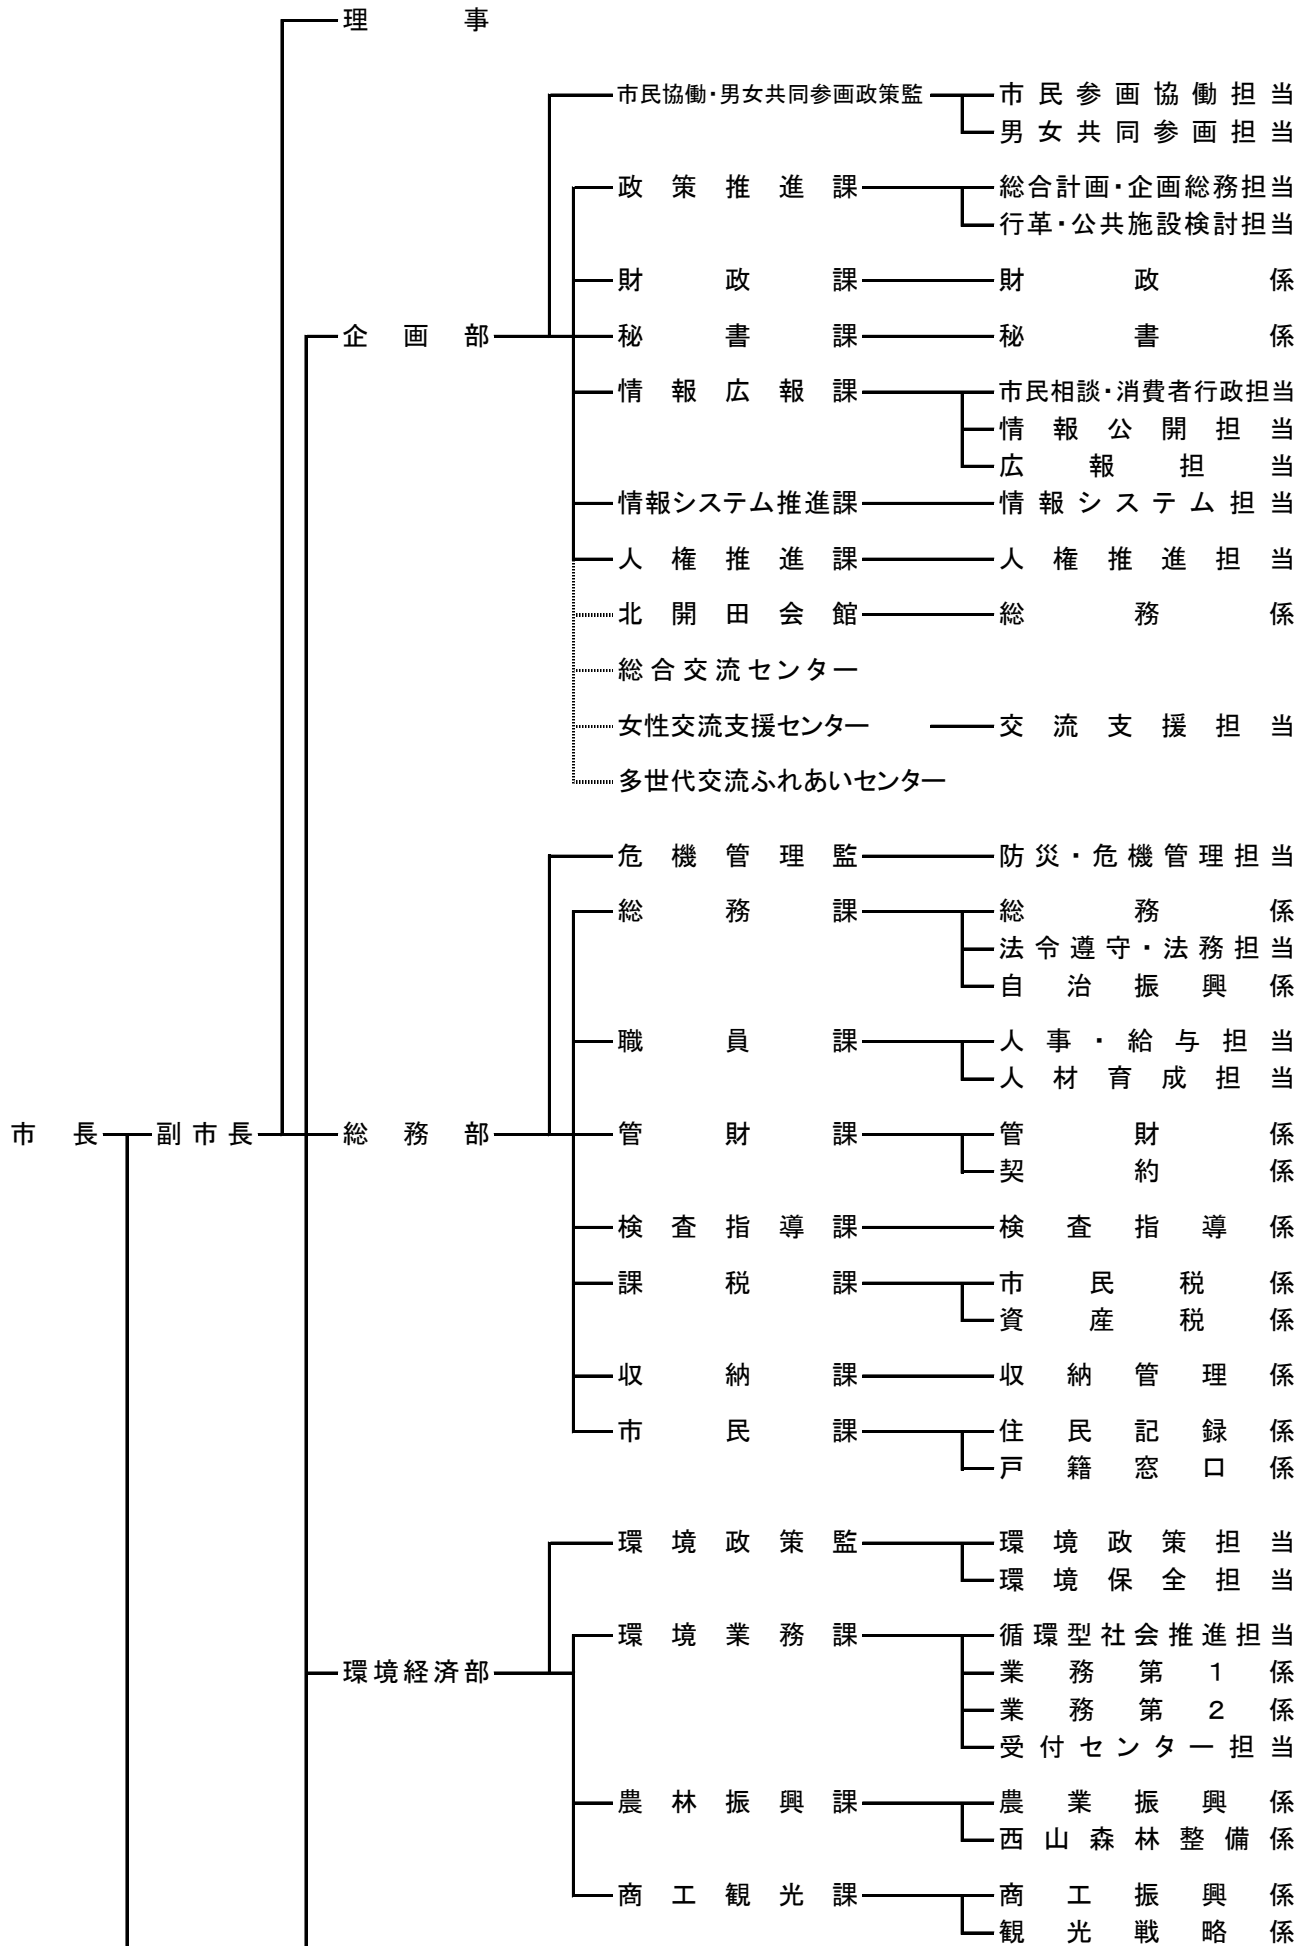 理事
市民協働・男女共同参画政策監 市民参画協働担当
男女共同参画担当
政策推進課 総合計画・企画総務担当
行革・公共施設検討担当
財政課 財政係
企画部 秘書課 秘書係
情報広報課 市民相談・消費者行政担当
情報公開担当
広報担当
情報システム推進課 情報システム担当
人権推進課 人権推進担当
北開田会館 総務係
総合交流センター
女性交流支援センター 交流支援担当
多世代交流ふれあいセンター
危機管理監 防災・危機管理担当
総務課 総務係
法令遵守・法務担当
自治振興係
職員課 人事・給与担当
人材育成担当
市長 副市長 総務部 管財課 管財係
契約係
検査指導課 検査指導係
課税課 市民税係
資産税係
収納課 収納管理係
市民課 住民記録係
戸籍窓口係
環境政策監 環境政策担当
環境保全担当
環境業務課 循環型社会推進担当
環境経済部 業務第1係
業務第2係
受付センター担当
農林振興課 農業振興係
西山森林整備係
商工観光課 商工振興係
観光戦略係